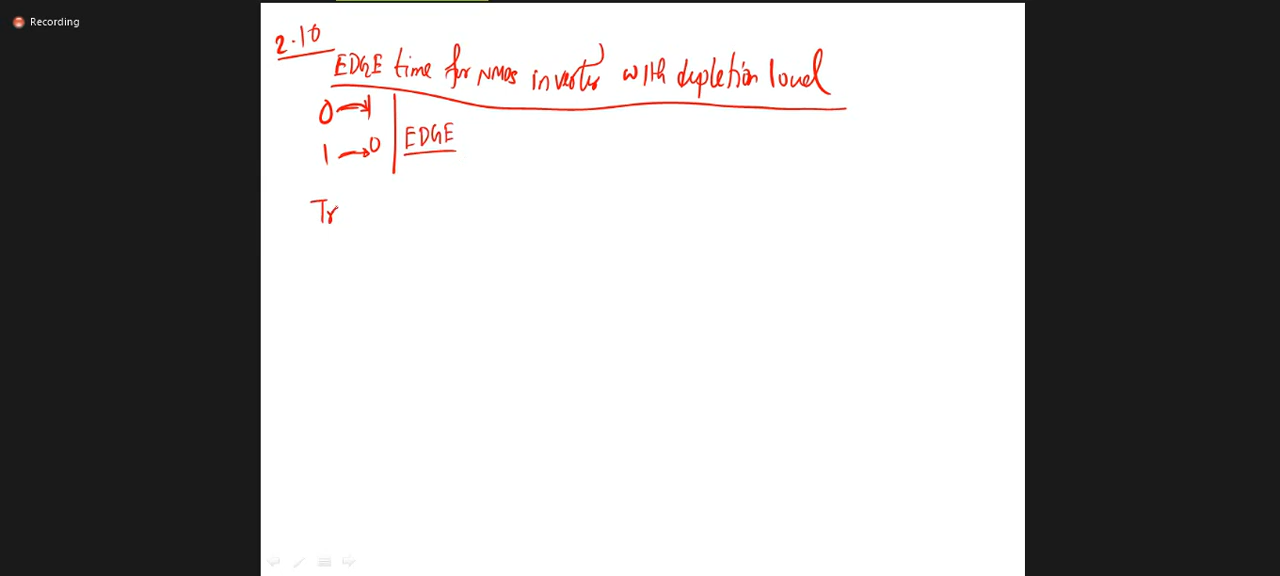 Recording
2.10
EDGE time for NMOS inverter with depletion load
0 → 1
1 → 0
EDGE
Tr